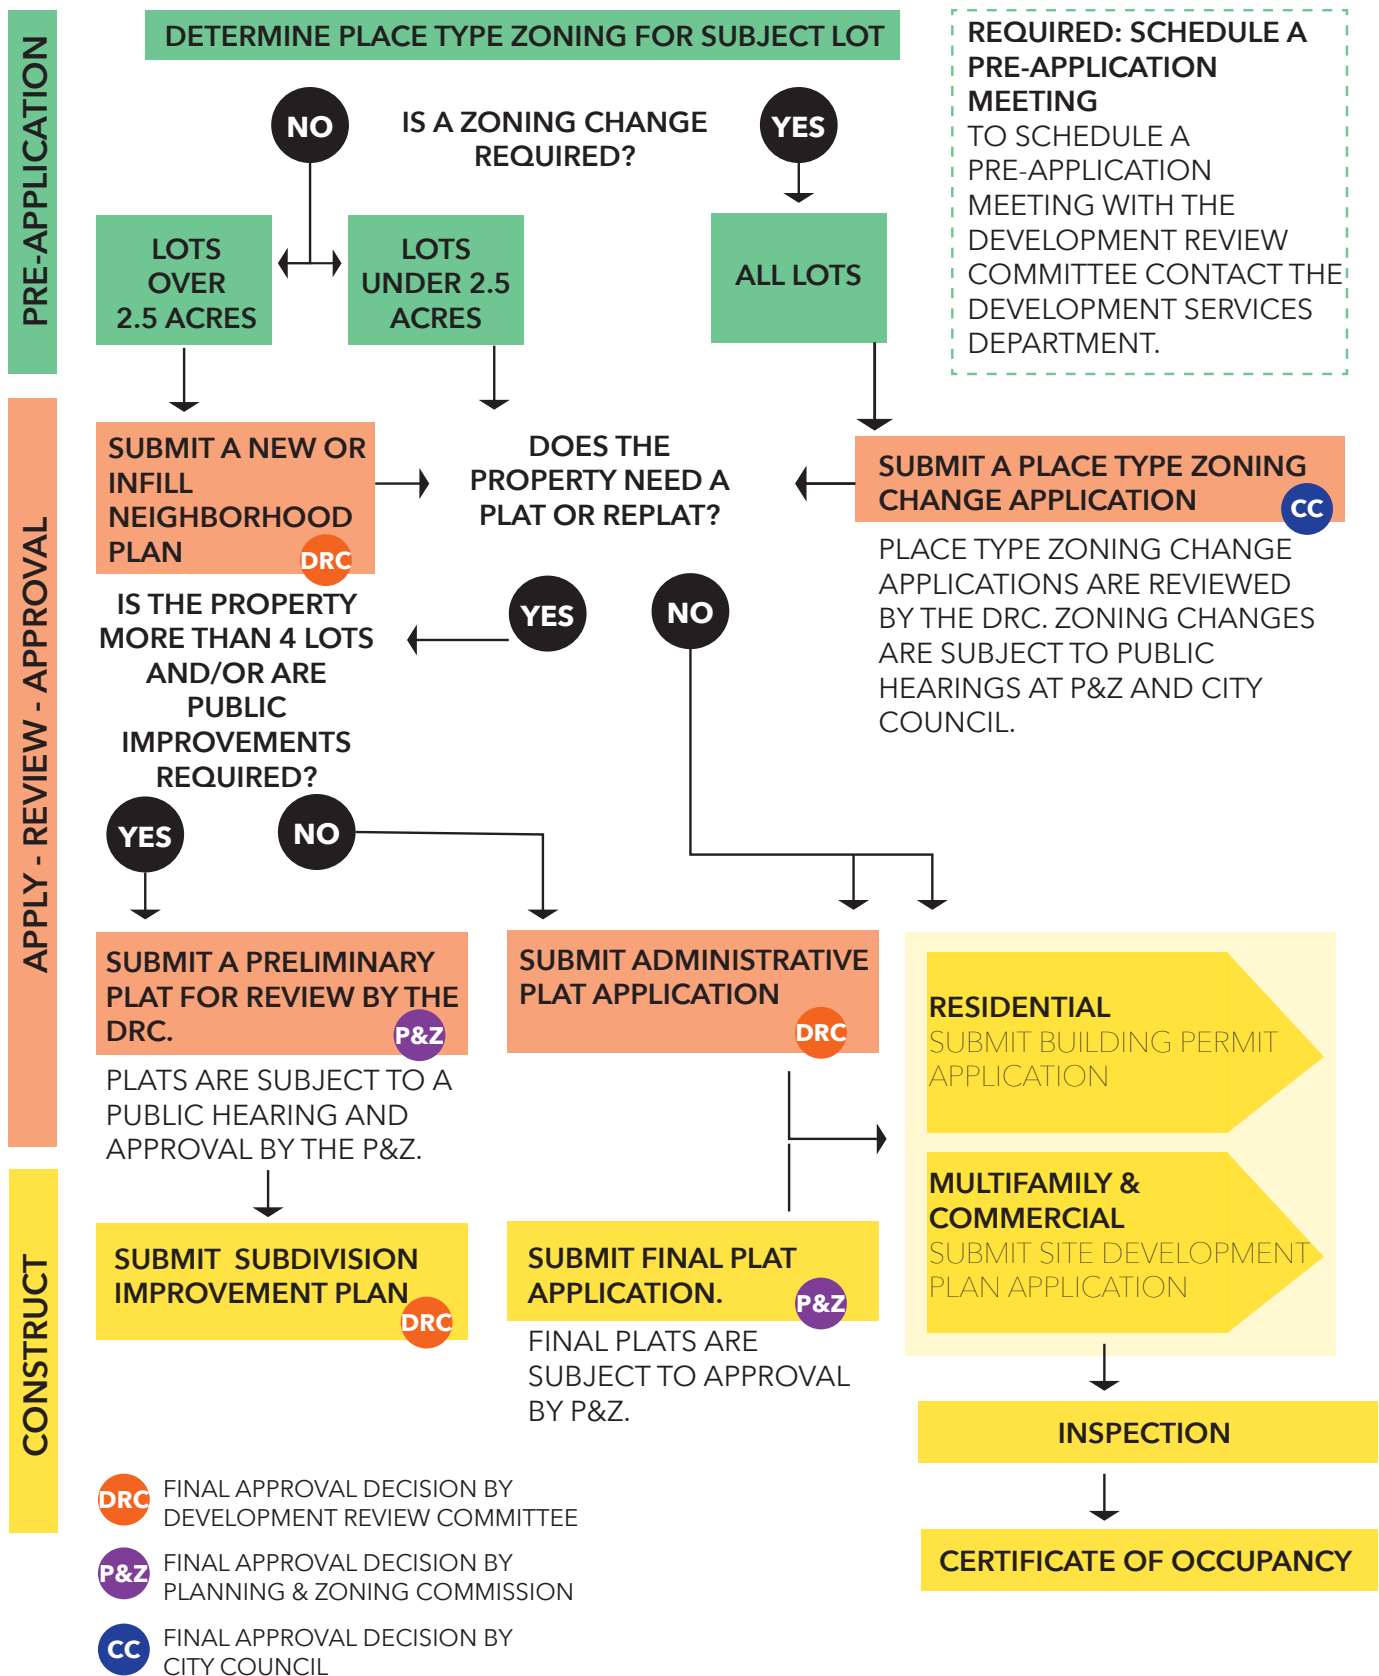 PRE-APPLICATION
DETERMINE PLACE TYPE ZONING FOR SUBJECT LOT
NO
IS A ZONING CHANGE
REQUIRED?
YES
REQUIRED: SCHEDULE A
PRE-APPLICATION
MEETING
TO SCHEDULE A
PRE-APPLICATION
MEETING WITH THE
DEVELOPMENT REVIEW
COMMITTEE CONTACT THE
DEVELOPMENT SERVICES
DEPARTMENT.
LOTS
OVER
2.5 ACRES
LOTS
UNDER 2.5
ACRES
ALL LOTS
APPLY - REVIEW - APPROVAL
SUBMIT A NEW OR
INFILL
NEIGHBORHOOD
PLAN
DRC
DOES THE
PROPERTY NEED A
PLAT OR REPLAT?
SUBMIT A PLACE TYPE ZONING
CHANGE APPLICATION
CC
PLACE TYPE ZONING CHANGE
APPLICATIONS ARE REVIEWED
BY THE DRC. ZONING CHANGES
ARE SUBJECT TO PUBLIC
HEARINGS AT P&Z AND CITY
COUNCIL.
YES
NO
IS THE PROPERTY
MORE THAN 4 LOTS
AND/OR ARE
PUBLIC
IMPROVEMENTS
REQUIRED?
YES
NO
SUBMIT A PRELIMINARY
PLAT FOR REVIEW BY THE
DRC.
P&Z
PLATS ARE SUBJECT TO A
PUBLIC HEARING AND
APPROVAL BY THE P&Z.
SUBMIT ADMINISTRATIVE
PLAT APPLICATION
DRC
RESIDENTIAL
SUBMIT BUILDING PERMIT
APPLICATION
MULTIFAMILY &
COMMERCIAL
SUBMIT SITE DEVELOPMENT
PLAN APPLICATION
CONSTRUCT
SUBMIT SUBDIVISION
IMPROVEMENT PLAN
DRC
SUBMIT FINAL PLAT
APPLICATION.
P&Z
FINAL PLATS ARE
SUBJECT TO APPROVAL
BY P&Z.
INSPECTION
CERTIFICATE OF OCCUPANCY
DRC
FINAL APPROVAL DECISION BY
DEVELOPMENT REVIEW COMMITTEE
P&Z
FINAL APPROVAL DECISION BY
PLANNING & ZONING COMMISSION
CC
FINAL APPROVAL DECISION BY
CITY COUNCIL